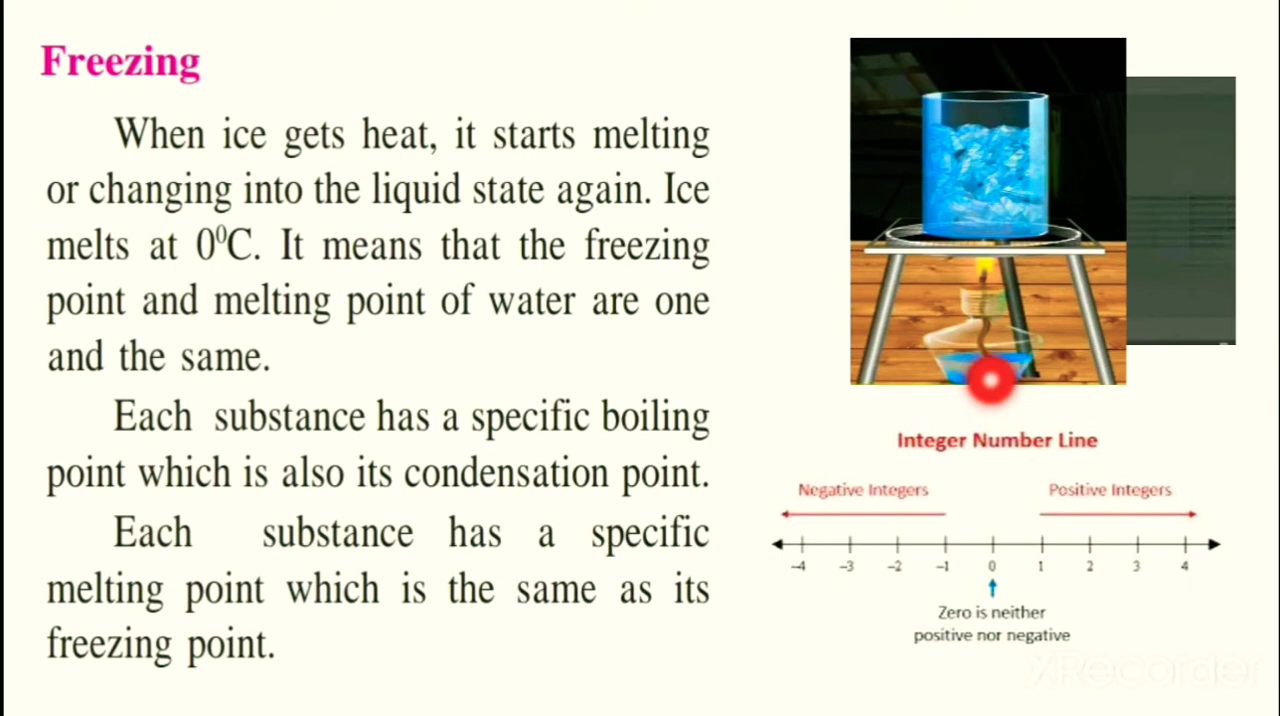 Freezing
When ice gets heat, it starts melting
or changing into the liquid state again. Ice
melts at 0⁰C. It means that the freezing
point and melting point of water are one
and the same.
Each substance has a specific boiling
point which is also its condensation point.
Each substance has a specific
melting point which is the same as its
freezing point.
Integer Number Line
Negative Integers Positive Integers
-4 -3 -2 -1 0 1 2 3 4
Zero is neither
positive nor negative
XRecorder